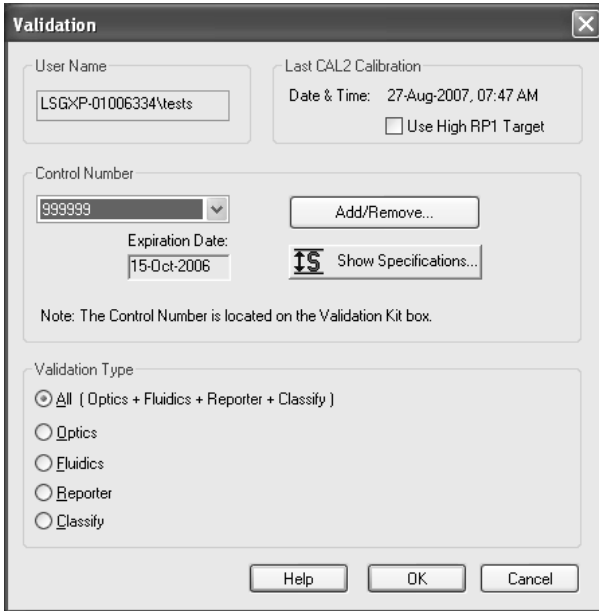 Validation
User Name
LSGXP-01006334\tests
Last CAL2 Calibration
Date & Time: 27-Aug-2007, 07:47 AM
Use High RP1 Target
Control Number
999999
Add/Remove...
Expiration Date:
15-Oct-2006
S Show Specifications...
Note: The Control Number is located on the Validation Kit box.
Validation Type
All ( Optics + Fluidics + Reporter + Classify )
Optics
Fluidics
Reporter
Classify
Help OK Cancel